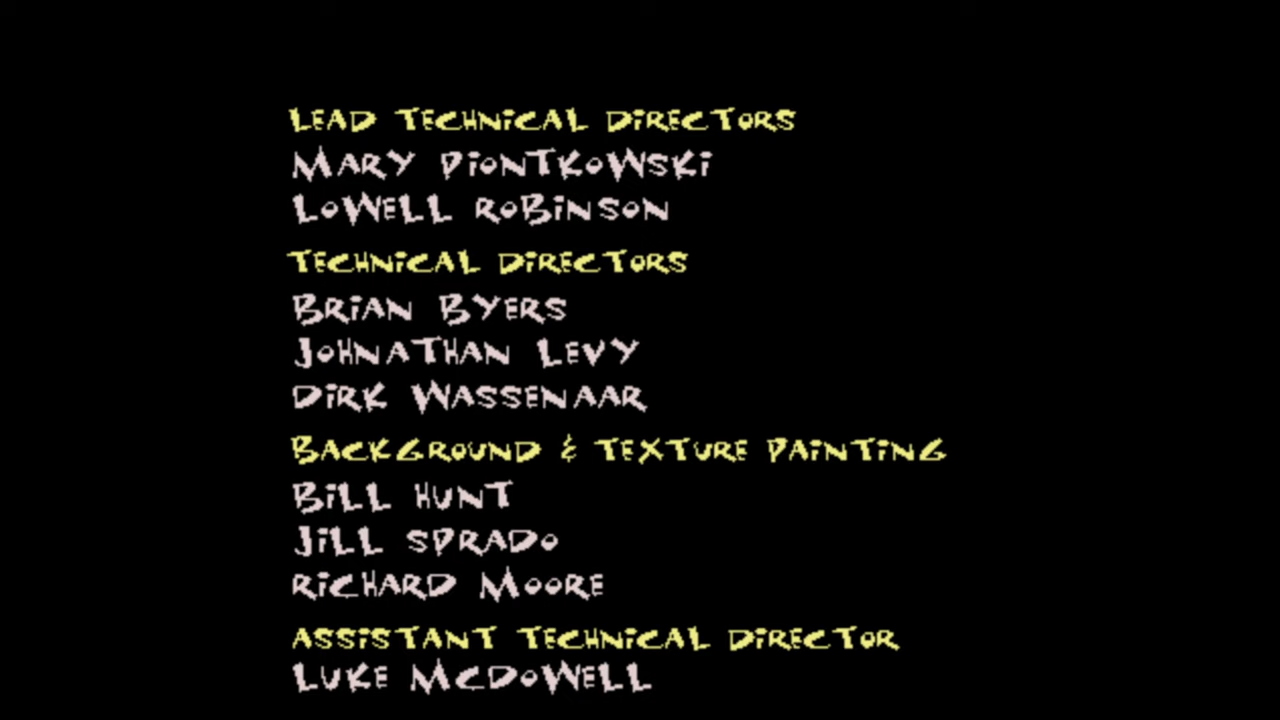 LEAD TECHNICAL DIRECTORS
MARY PIONTKOWSKI
LOWELL ROBINSON
TECHNICAL DIRECTORS
BRIAN BYERS
JOHNATHAN LEVY
DIRK WASSENAAR
BACKGROUND & TEXTURE PAINTING
BILL HUNT
JILL SPRADO
RICHARD MOORE
ASSISTANT TECHNICAL DIRECTOR
LUKE MCDOWELL